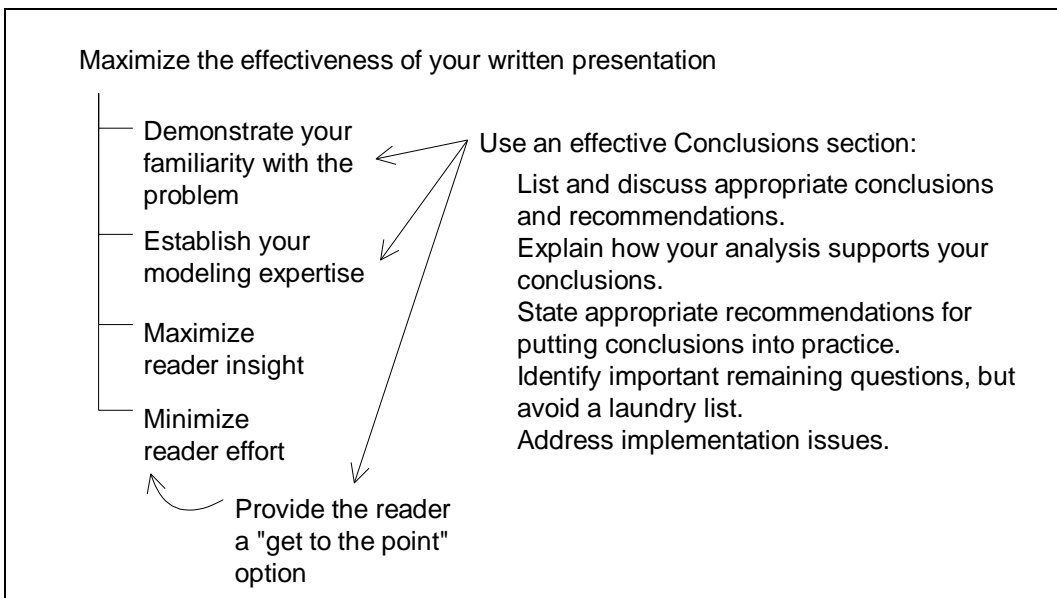 Maximize the effectiveness of your written presentation
Demonstrate your
familiarity with the
problem
Establish your
modeling expertise
Maximize
reader insight
Minimize
reader effort
Provide the reader
a "get to the point"
option
Use an effective Conclusions section:
List and discuss appropriate conclusions
and recommendations.
Explain how your analysis supports your
conclusions.
State appropriate recommendations for
putting conclusions into practice.
Identify important remaining questions, but
avoid a laundry list.
Address implementation issues.